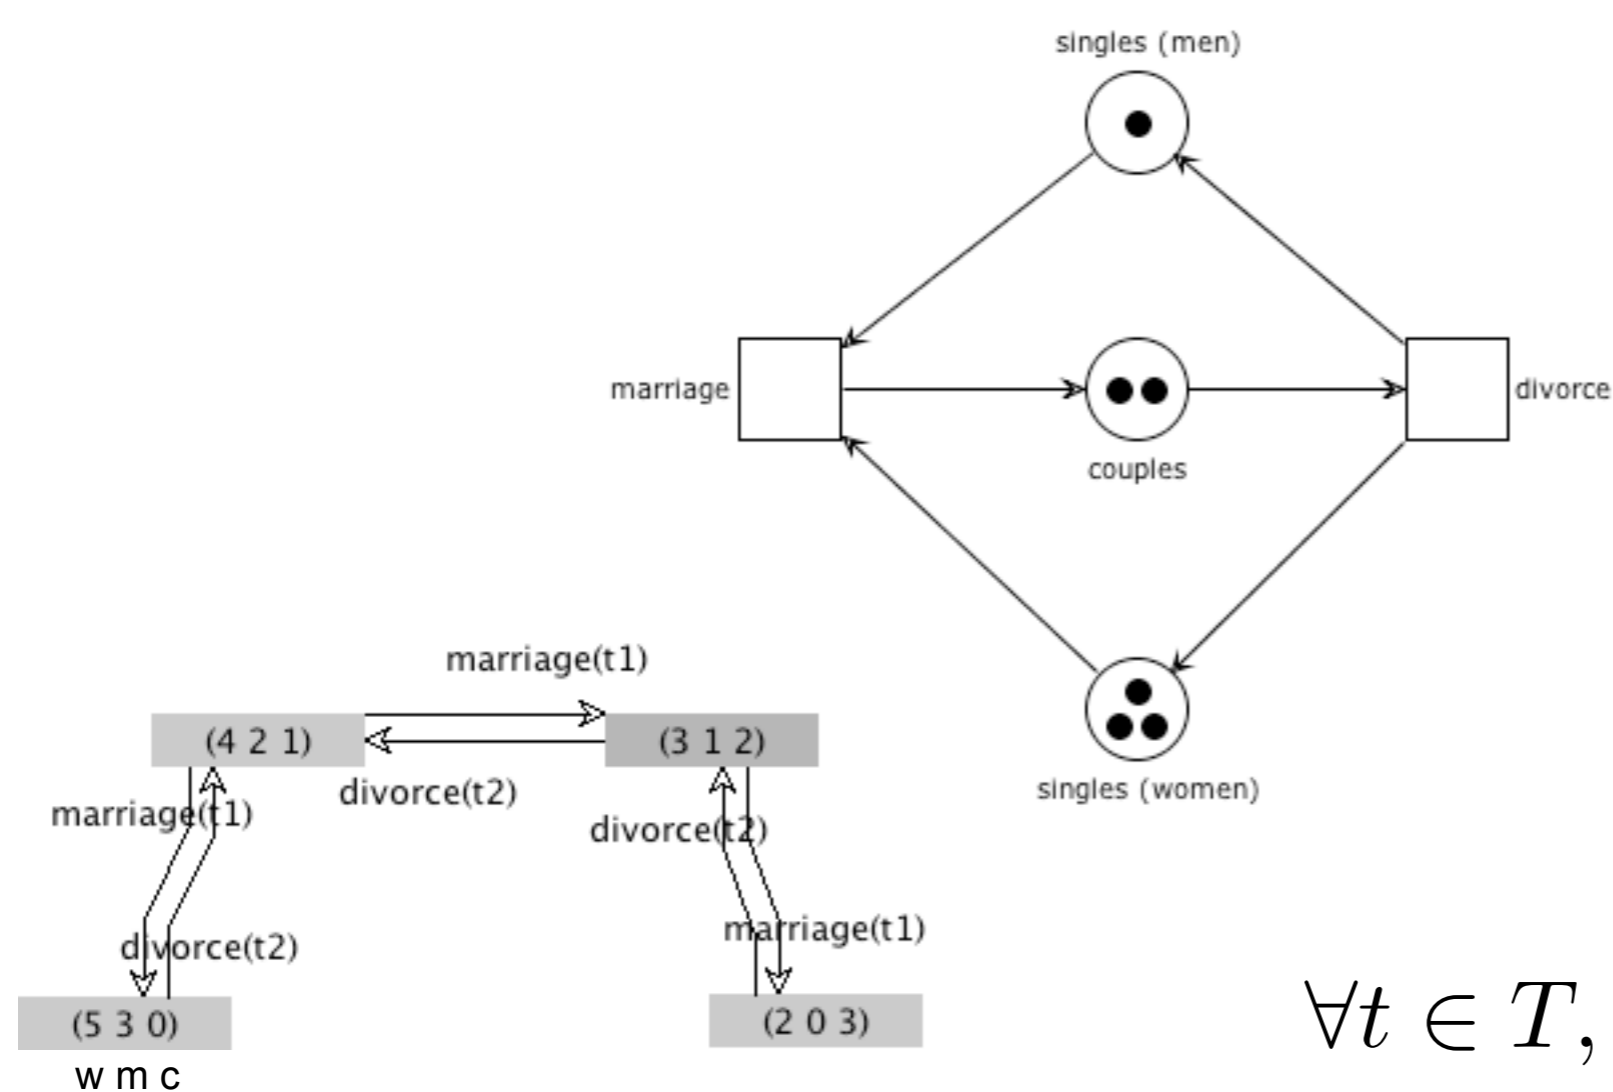 singles (men)
marriage
divorce
couples
singles (women)
marriage(t1)
(4 2 1)
(3 1 2)
divorce(t2)
marriage(t1)
divorce(t2)
marriage(t1)
divorce(t2)
(5 3 0)
(2 0 3)
w m c
∀t ∈ T,